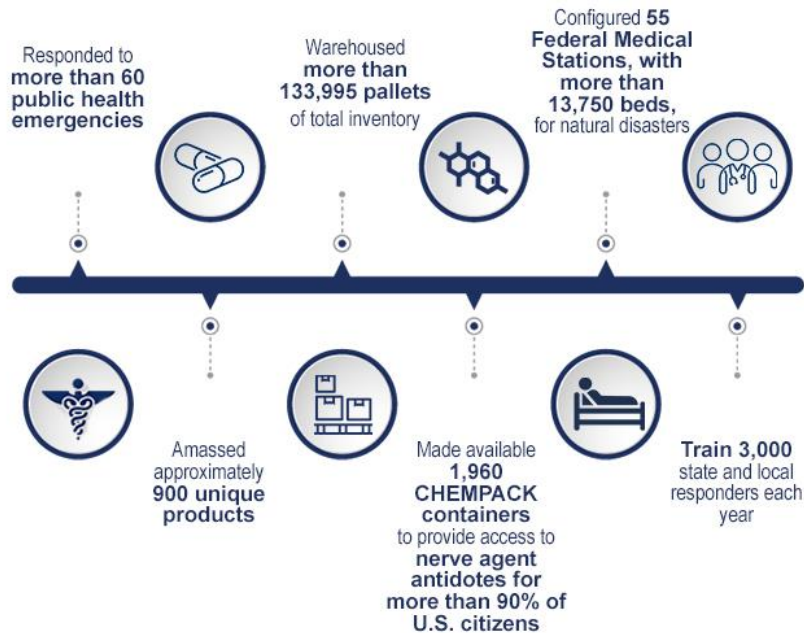 Responded to
more than 60
public health
emergencies
Amassed
approximately
900 unique
products
Warehoused
more than
133,995 pallets
of total inventory
Made available
1,960
CHEMPACK
containers
to provide access to
nerve agent
antidotes for
more than 90% of
U.S. citizens
Configured 55
Federal Medical
Stations, with
more than
13,750 beds,
for natural disasters
Train 3,000
state and local
responders each
year